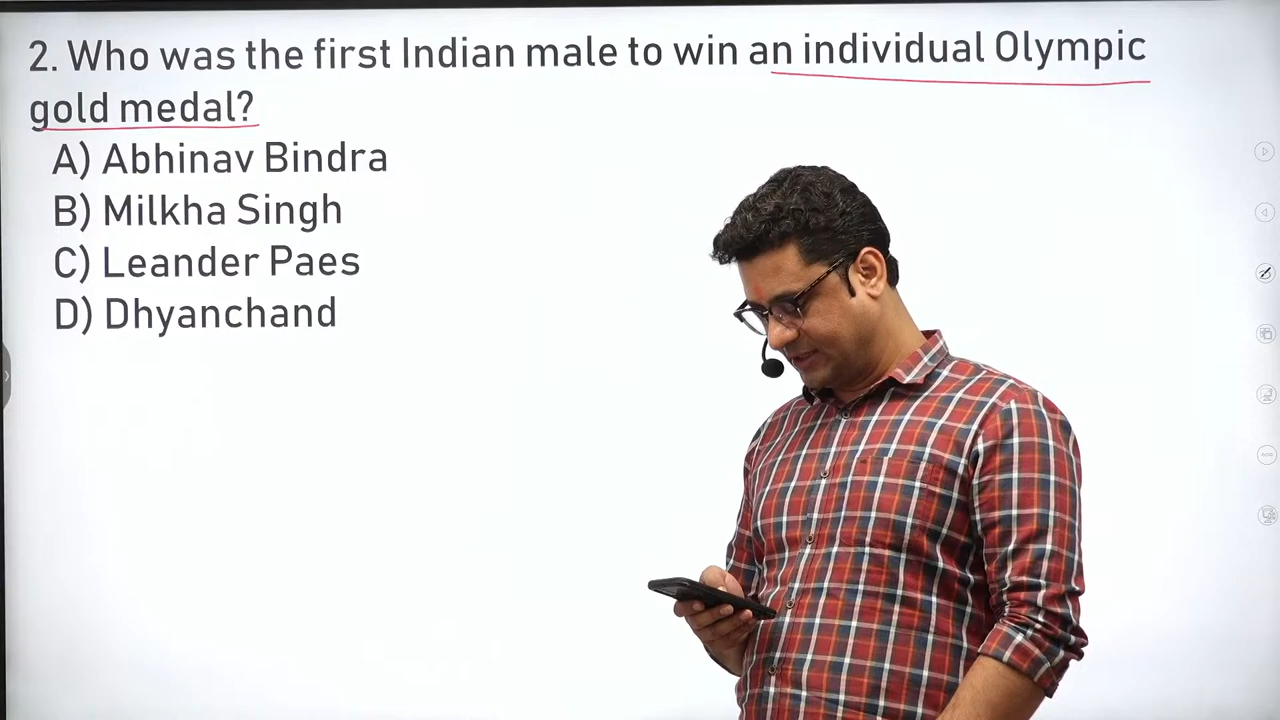 2. Who was the first Indian male to win an individual Olympic
gold medal?
A) Abhinav Bindra
B) Milkha Singh
C) Leander Paes
D) Dhyanchand